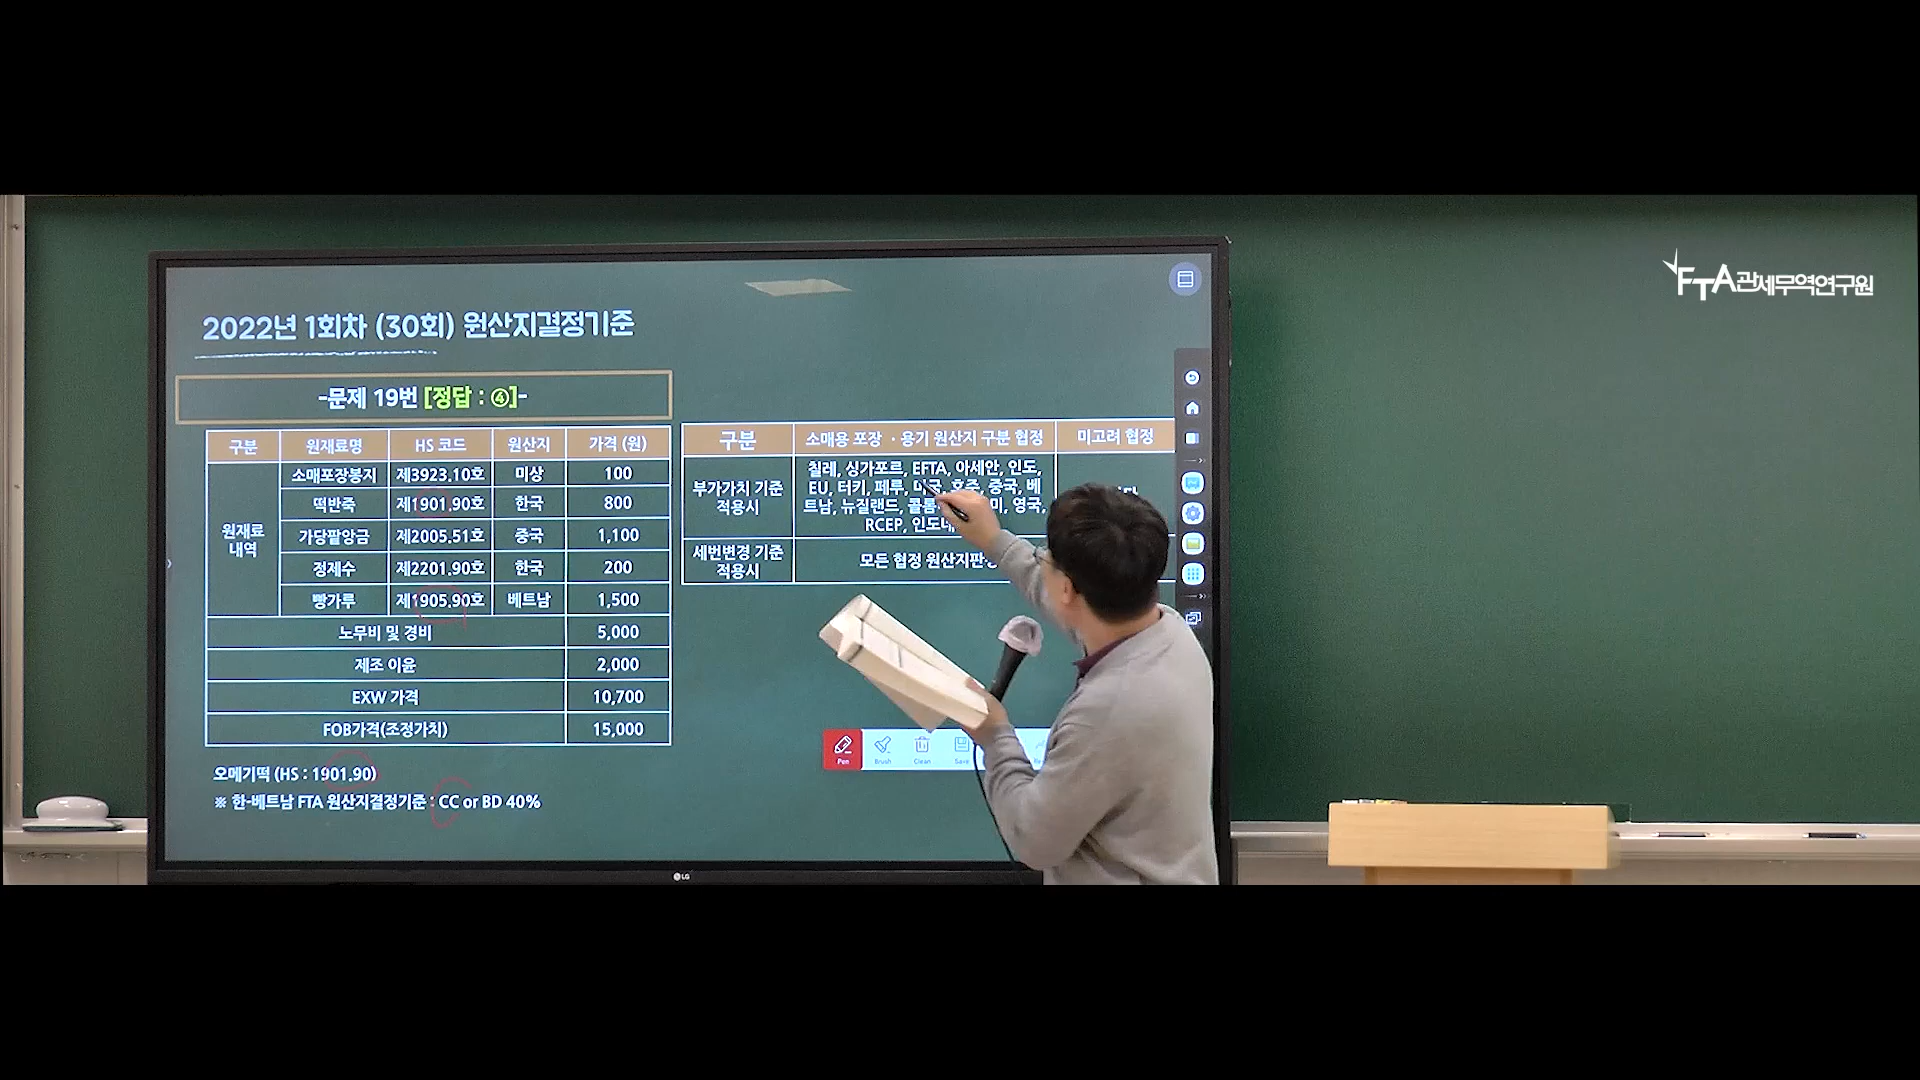 FTA관세무역연구원
2022년 1회차 (30회) 원산지결정기준
-문제 19번 [정답 : ④]-
구분 원재료명 HS 코드 원산지 가격 (원)
원재료 내역
소매포장봉지 제3923.10호 미상 100
떡반죽 제1901.90호 한국 800
가당팥앙금 제2005.51호 중국 1,100
정제수 제2201.90호 한국 200
빵가루 제1905.90호 베트남 1,500
노무비 및 경비 5,000
제조 이윤 2,000
EXW 가격 10,700
FOB가격(조정가치) 15,000
오메기떡 (HS : 1901.90)
※ 한-베트남 FTA 원산지결정기준 : CC or BD 40%
구분 소매용 포장 · 용기 원산지 구분 협정 미고려 협정
부가가치 기준 적용시
칠레, 싱가포르, EFTA, 아세안, 인도,
EU, 터키, 페루, 미국, 호주, 중국, 베
트남, 뉴질랜드, 콜롬 미, 영국,
RCEP, 인도네
세번변경 기준 적용시
모든 협정 원산지판정
Pen Brush Clean Save
LG